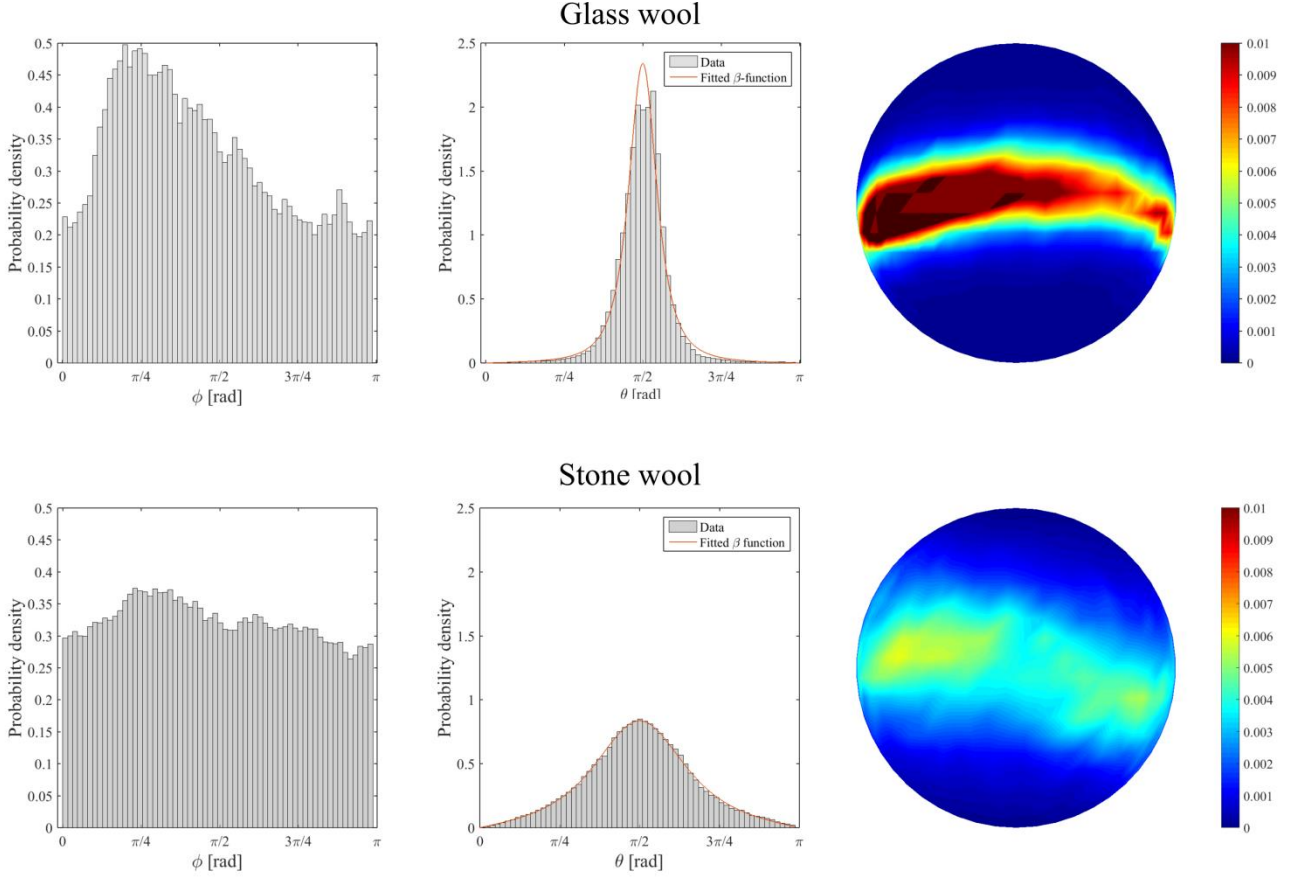 Glass wool
0.5
0.45
0.4
0.35
0.3
0.25
0.2
0.15
0.1
0.05
0
Probability density
0
π/4
π/2
3π/4
π
ϕ [rad]
2.5
2
1.5
1
0.5
0
Probability density
Data
Fitted β-function
0
π/4
π/2
3π/4
π
θ [rad]
0.01
0.009
0.008
0.007
0.006
0.005
0.004
0.003
0.002
0.001
0
Stone wool
0.5
0.45
0.4
0.35
0.3
0.25
0.2
0.15
0.1
0.05
0
Probability density
0
π/4
π/2
3π/4
π
ϕ [rad]
2.5
2
1.5
1
0.5
0
Probability density
Data
Fitted β function
0
π/4
π/2
3π/4
π
θ [rad]
0.01
0.009
0.008
0.007
0.006
0.005
0.004
0.003
0.002
0.001
0